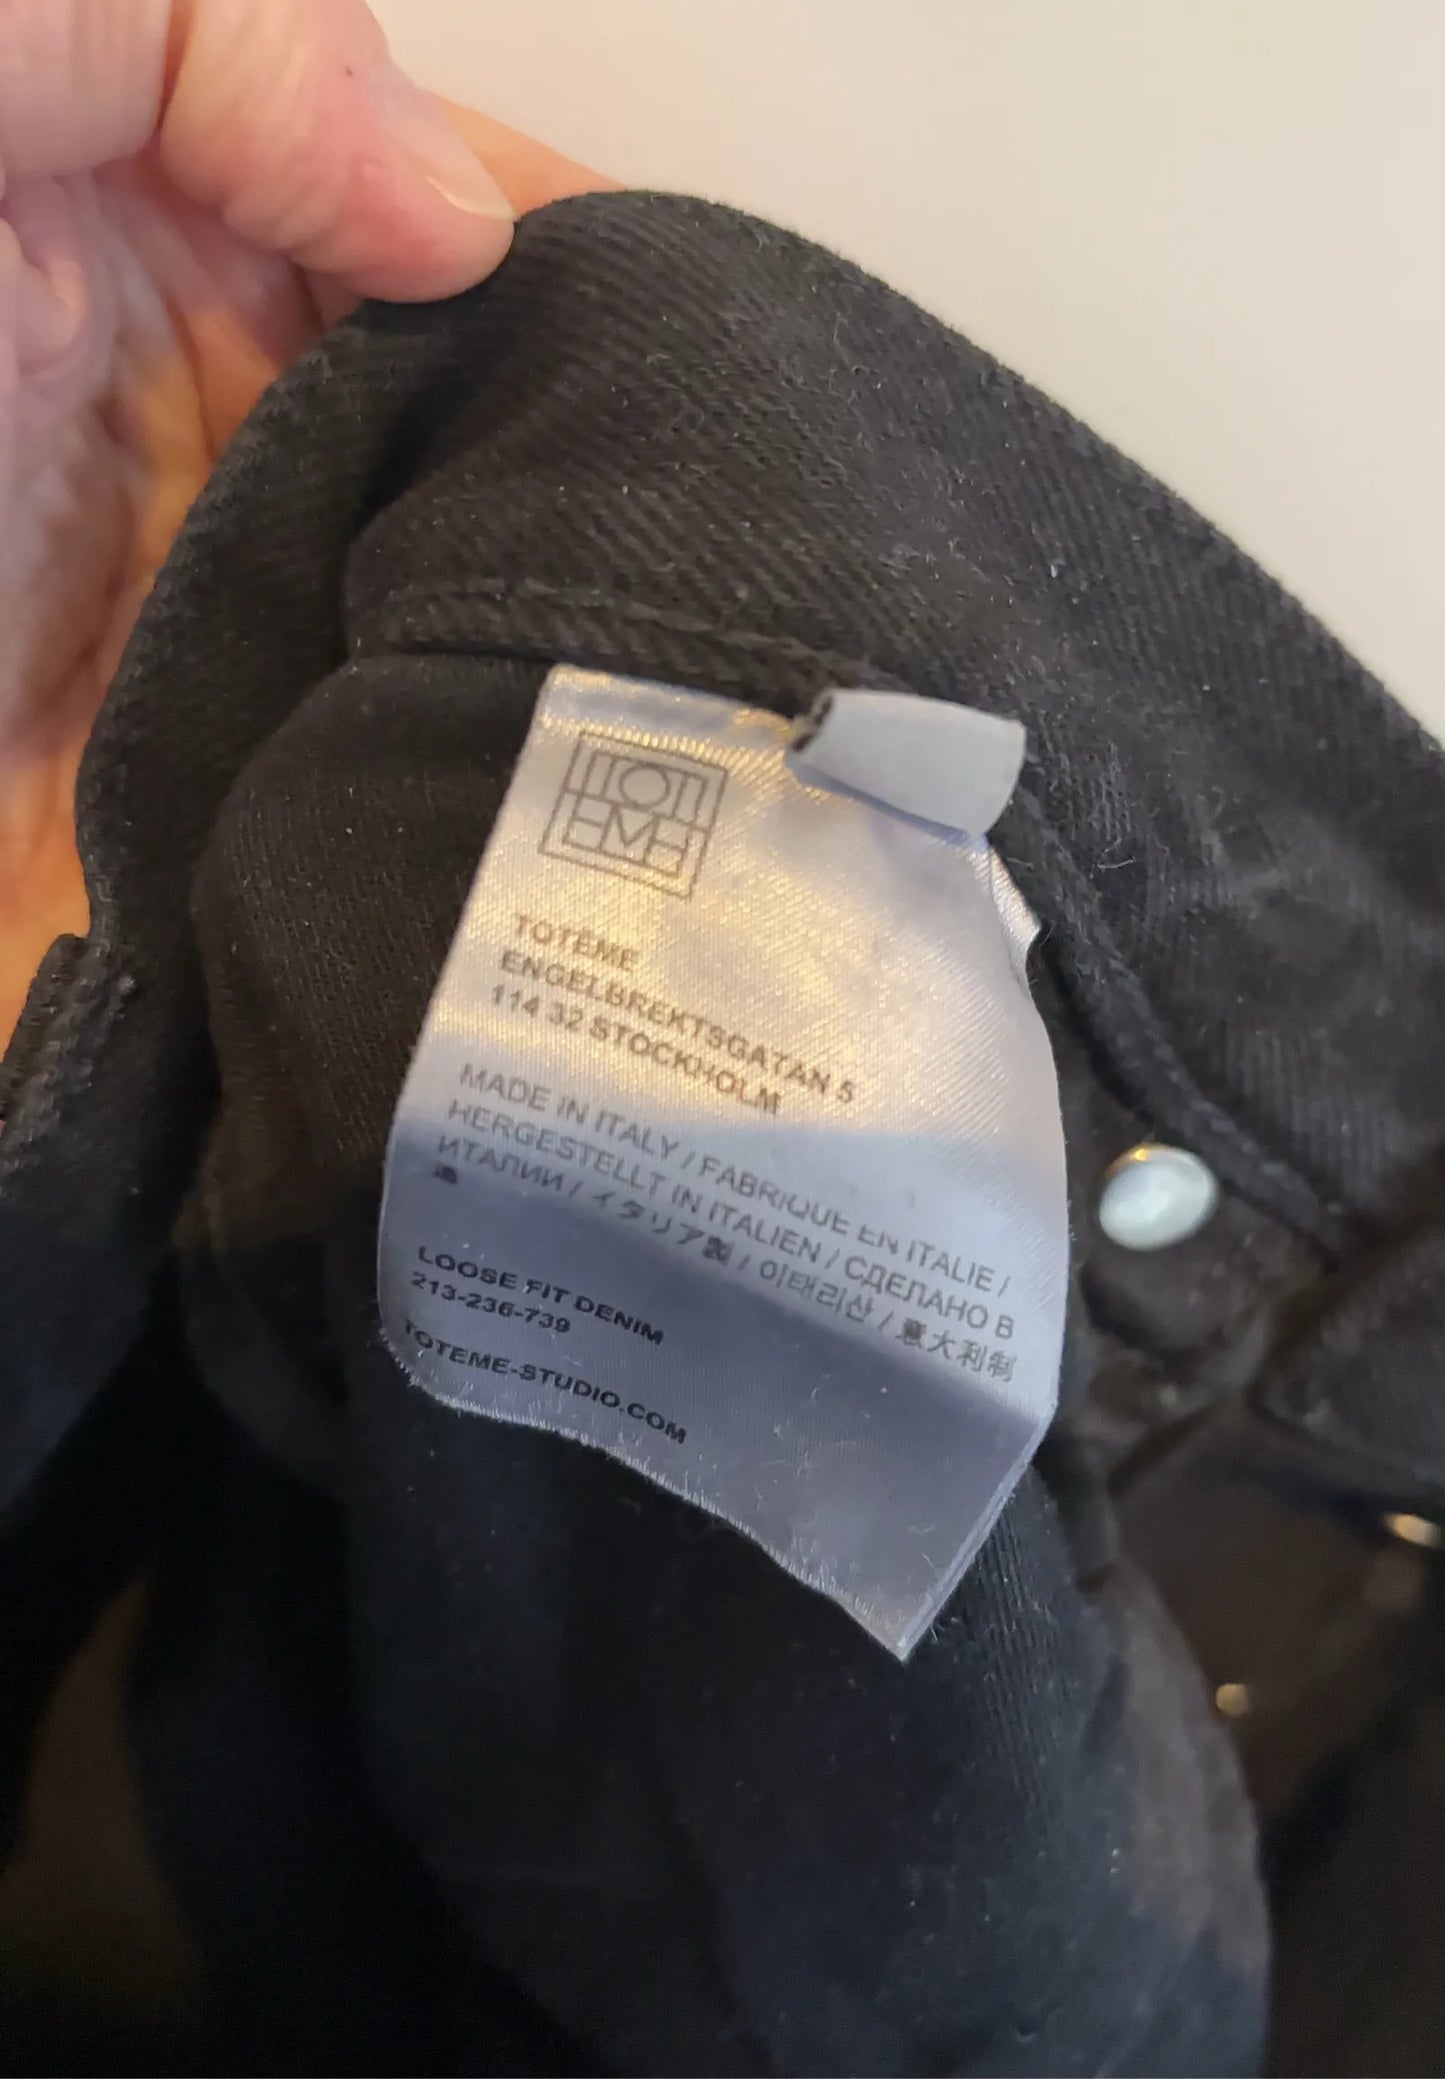 TOTEME
TOTEME
ENGELBREKTSGATAN 5
114 32 STOCKHOLM
MADE IN ITALY / FABRIQUE EN ITALIE /
HERGESTELLT IN ITALIEN / СДЕЛАНО В
ИТАЛИИ / イタリア製 / 이태리산 / 意大利制
造
LOOSE FIT DENIM
213-236-739
TOTEME-STUDIO.COM